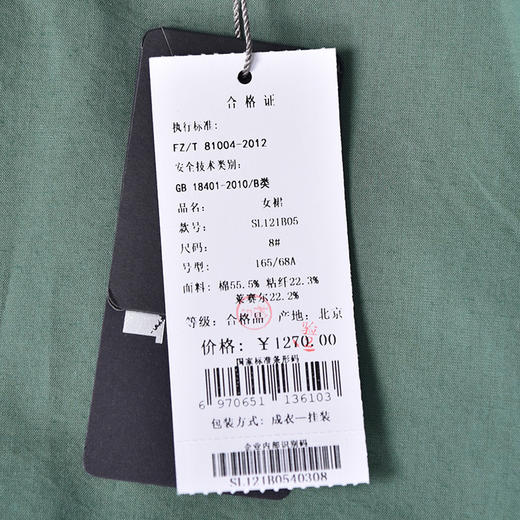 合格证
执行标准:
FZ/T 81004-2012
安全技术类别:
GB 18401-2010/B类
品名: 女裙
款号: SL121B05
尺码: 8#
号型: 165/68A
面料: 棉55.5% 粘纤22.3%
莱赛尔22.2%
等级: 合格品 产地: 北京
价格: ¥1270.00
国家标准条形码
6 970651 136103
包装方式: 成衣—挂装
企业内部识别码
SL121B0540308